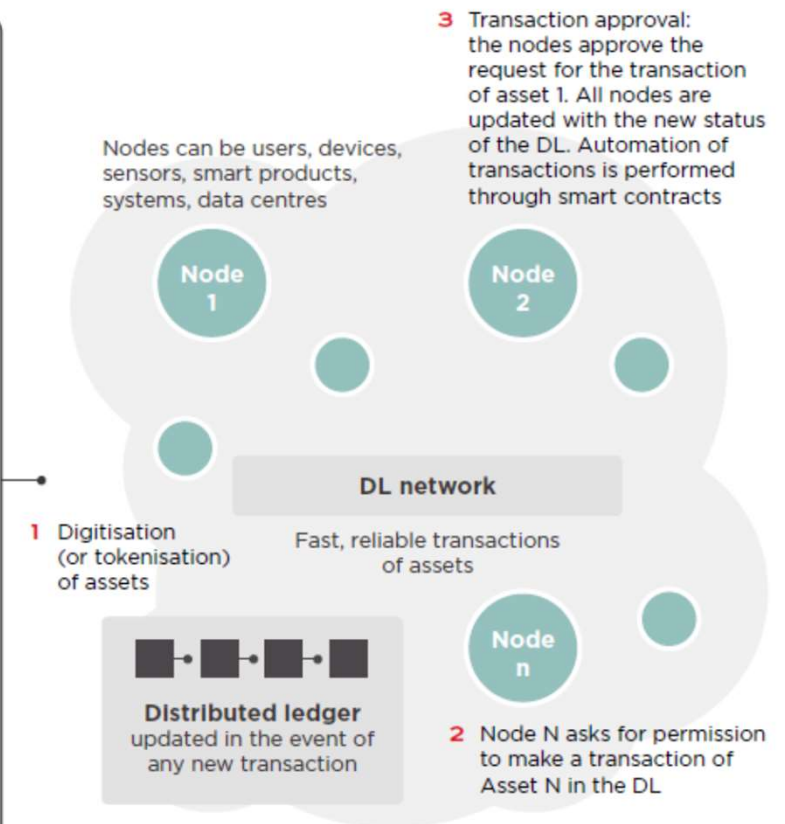 3 Transaction approval:
the nodes approve the
request for the transaction
of asset 1. All nodes are
updated with the new status
of the DL. Automation of
transactions is performed
through smart contracts
Nodes can be users, devices,
sensors, smart products,
systems, data centres
Node
1
Node
2
DL network
1 Digitisation
(or tokenisation)
of assets
Fast, reliable transactions
of assets
Node
n
Distributed ledger
updated in the event of
any new transaction
2 Node N asks for permission
to make a transaction of
Asset N in the DL